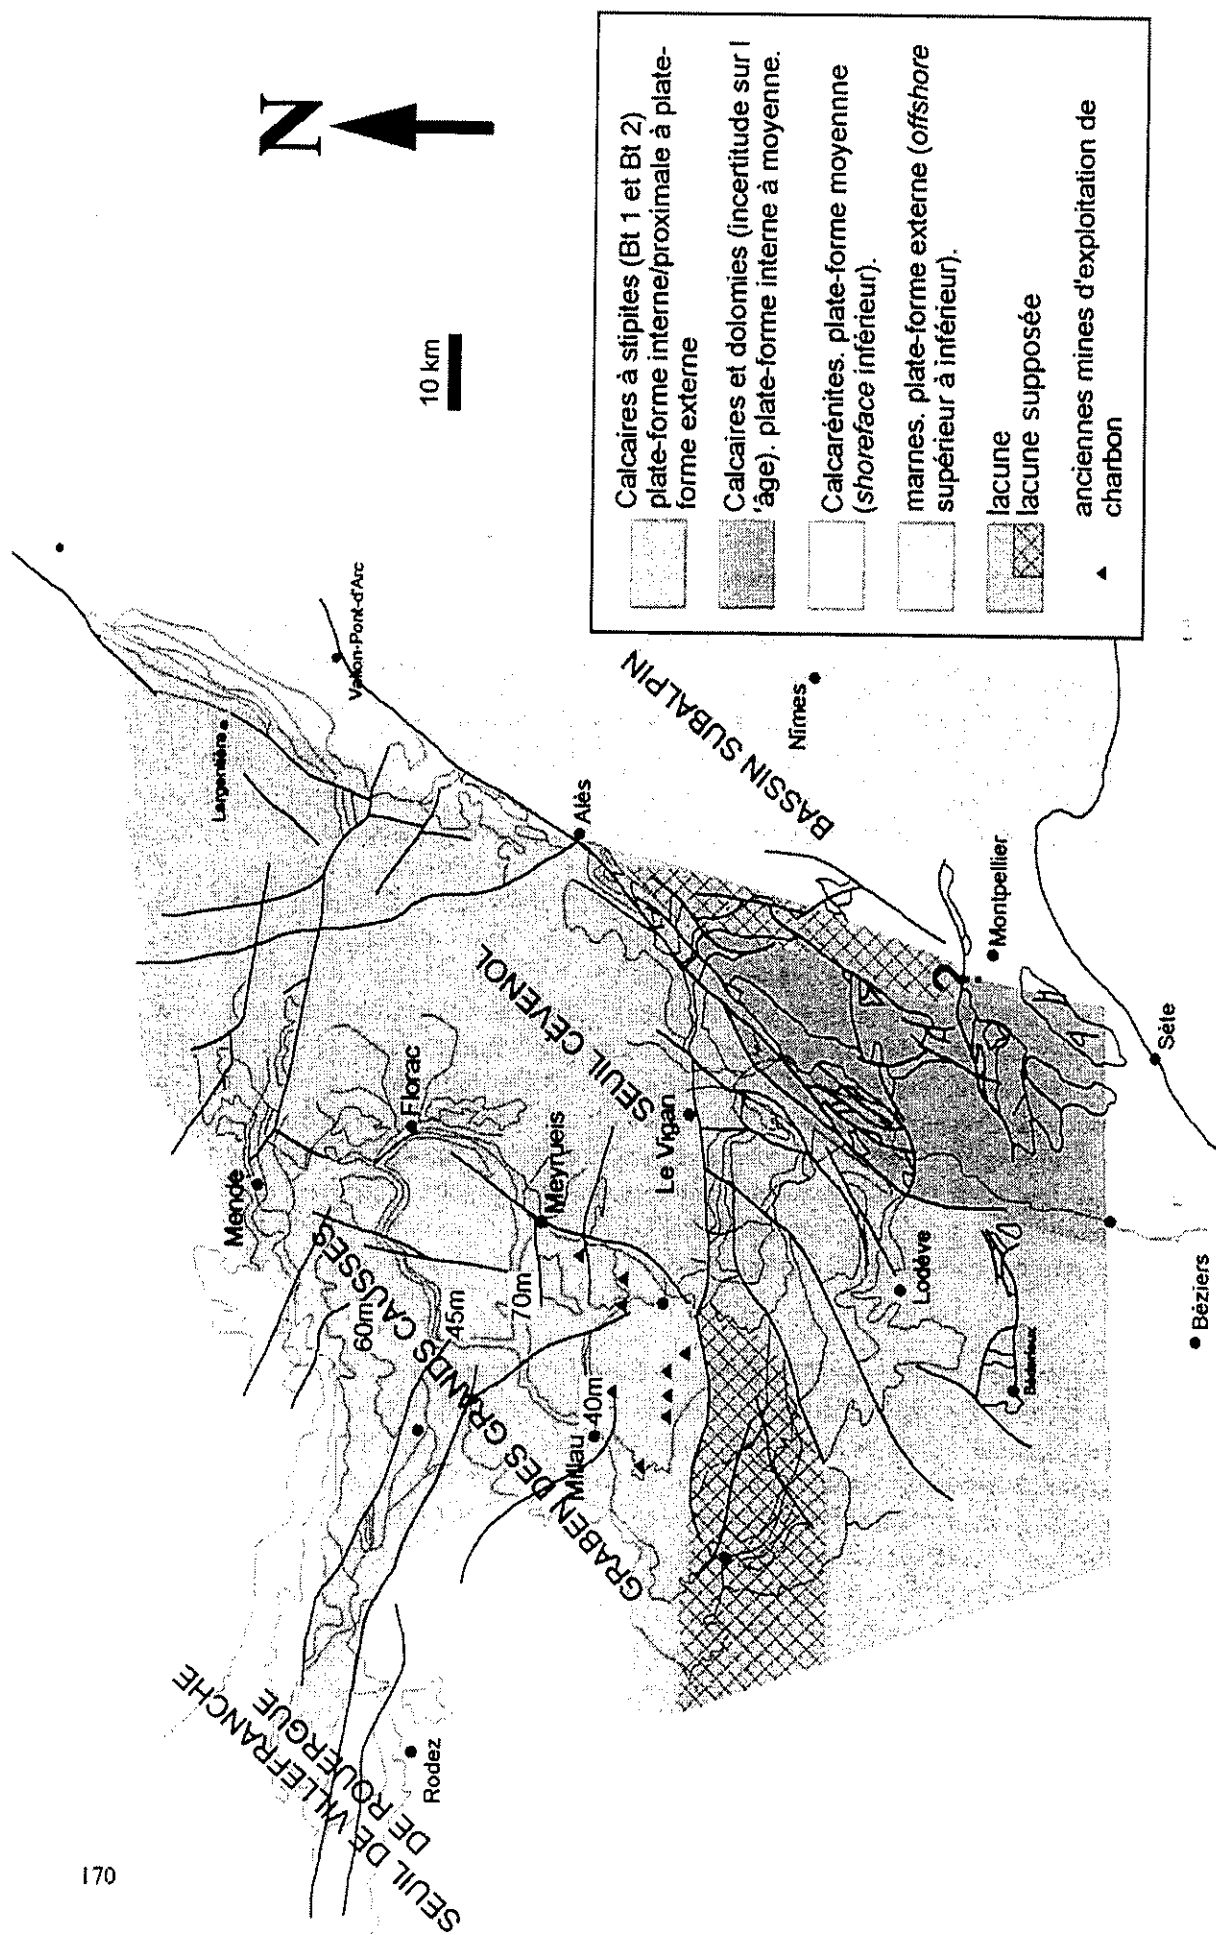 170
N
10 km
Calcaires à stipites (Bt 1 et Bt 2)
plate-forme interne/proximale à plate-
forme externe
Calcaires et dolomies (incertitude sur l
'âge). plate-forme interne à moyenne.
Calcarénites. plate-forme moyennne
(shoreface inférieur).
marnes. plate-forme externe (offshore
supérieur à inférieur).
lacune
lacune supposée
anciennes mines d'exploitation de
charbon
SEUIL DE VILLEFRANCHE
DE ROUERGUE
Rodez
GRABEN DES GRANDS CAUSSES
Mende
60m
45m
70m
40m
Millau
Florac
Meyrueis
SEUIL CÉVENOL
Le Vigan
Largentière
Vallon-Pont-d'Arc
Alès
BASSIN SUBALPIN
Nîmes
Montpellier
?
Sète
Lodève
Bédarieux
Béziers